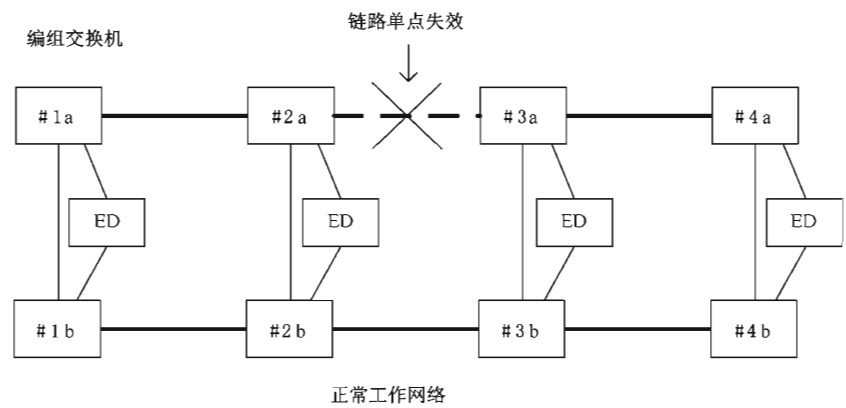 链路单点失效
编组交换机
#1a #2a #3a #4a
ED ED ED ED
#1b #2b #3b #4b
正常工作网络